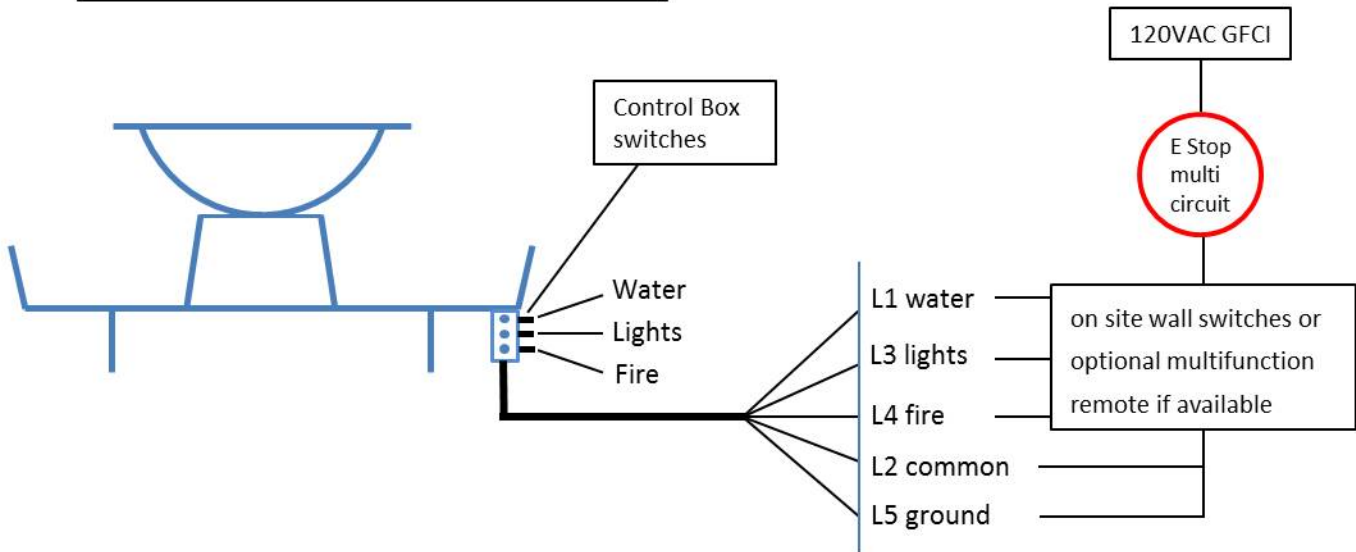 120VAC GFCI
Control Box
switches
E Stop
multi
circuit
Water
Lights
Fire
L1 water
L3 lights
L4 fire
L2 common
L5 ground
on site wall switches or
optional multifunction
remote if available